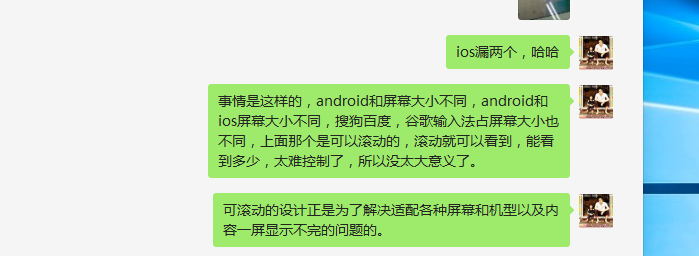 ios漏两个，哈哈
事情是这样的，android和屏幕大小不同，android和
ios屏幕大小不同，搜狗百度，谷歌输入法占屏幕大小也
不同，上面那个是可以滚动的，滚动就可以看到，能看
到多少，太难控制了，所以没太大意义了。
可滚动的设计正是为了解决适配各种屏幕和机型以及内
容一屏显示不完的问题的。